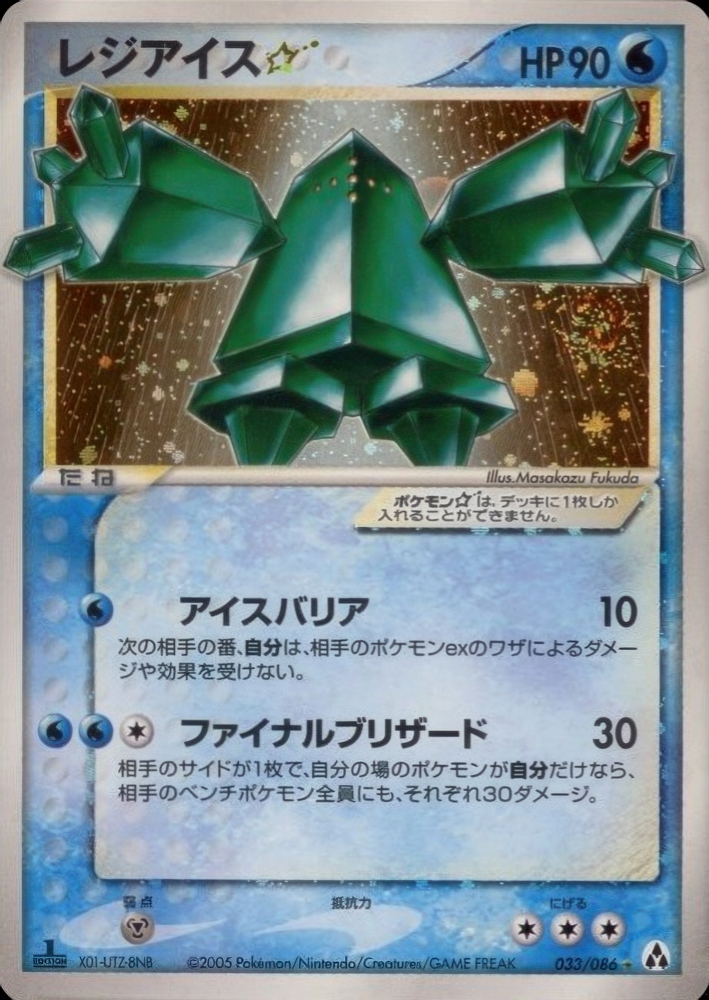 レジアイス☆
HP90
たね
Illus.Masakazu Fukuda
ポケモン☆は、デッキに1枚しか
入れることができません。
アイスバリア 10
次の相手の番、自分は、相手のポケモンexのワザによるダメー
ジや効果を受けない。
ファイナルブリザード 30
相手のサイドが1枚で、自分の場のポケモンが自分だけなら、
相手のベンチポケモン全員にも、それぞれ30ダメージ。
弱点 抵抗力 にげる
1
EDITION
X01-UTZ-8NB ©2005 Pokémon/Nintendo/Creatures/GAME FREAK 033/086 ★